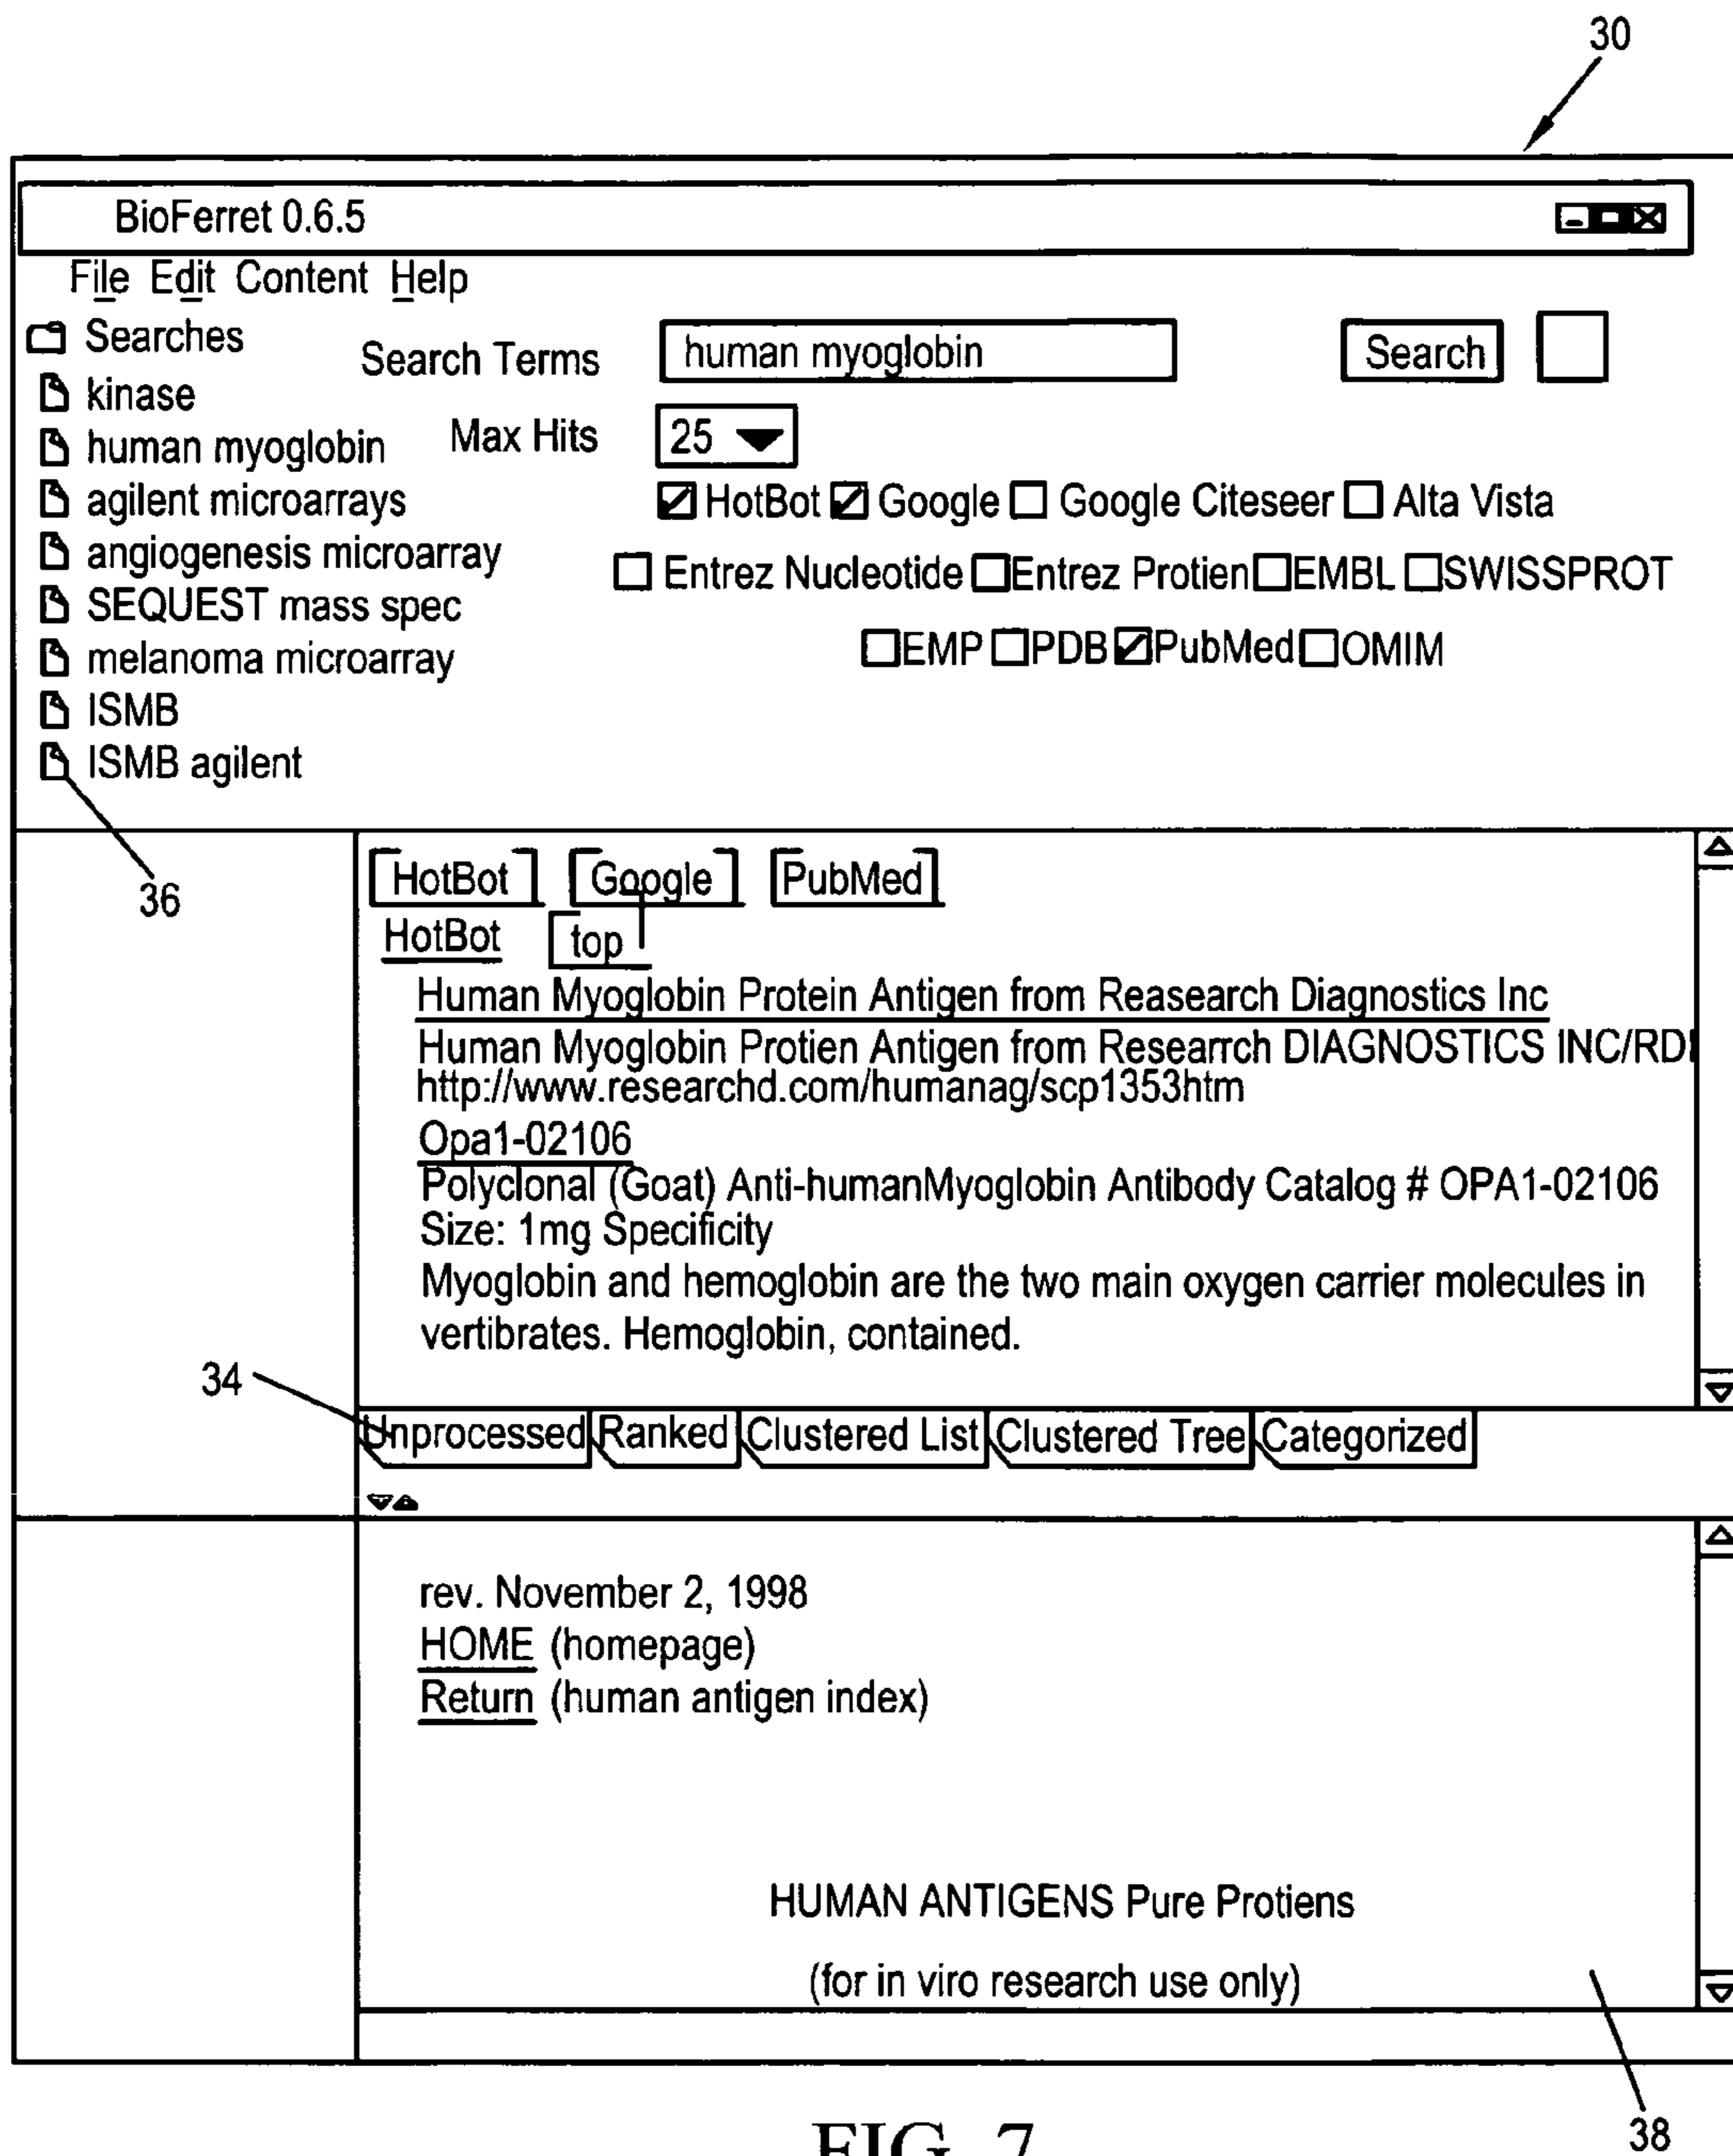 30
BioFerret 0.6.5
File Edit Content Help
Searches
Search Terms human myoglobin Search
kinase
Max Hits 25
human myoglobin
agilent microarrays
HotBot Google Google Citeseer Alta Vista
angiogenesis microarray
Entrez Nucleotide Entrez Protien EMBL SWISSPROT
SEQUEST mass spec
melanoma microarray
EMP PDB PubMed OMIM
ISMB
ISMB agilent
36
HotBot Google PubMed
HotBot top
Human Myoglobin Protein Antigen from Reasearch Diagnostics Inc
Human Myoglobin Protien Antigen from Researrch DIAGNOSTICS INC/RDI
http://www.researchd.com/humanag/scp1353htm
Opa1-02106
Polyclonal (Goat) Anti-humanMyoglobin Antibody Catalog # OPA1-02106
Size: 1mg Specificity
Myoglobin and hemoglobin are the two main oxygen carrier molecules in
vertibrates. Hemoglobin, contained.
34
Unprocessed Ranked Clustered List Clustered Tree Categorized
rev. November 2, 1998
HOME (homepage)
Return (human antigen index)
HUMAN ANTIGENS Pure Protiens
(for in viro research use only)
38
FIG. 7